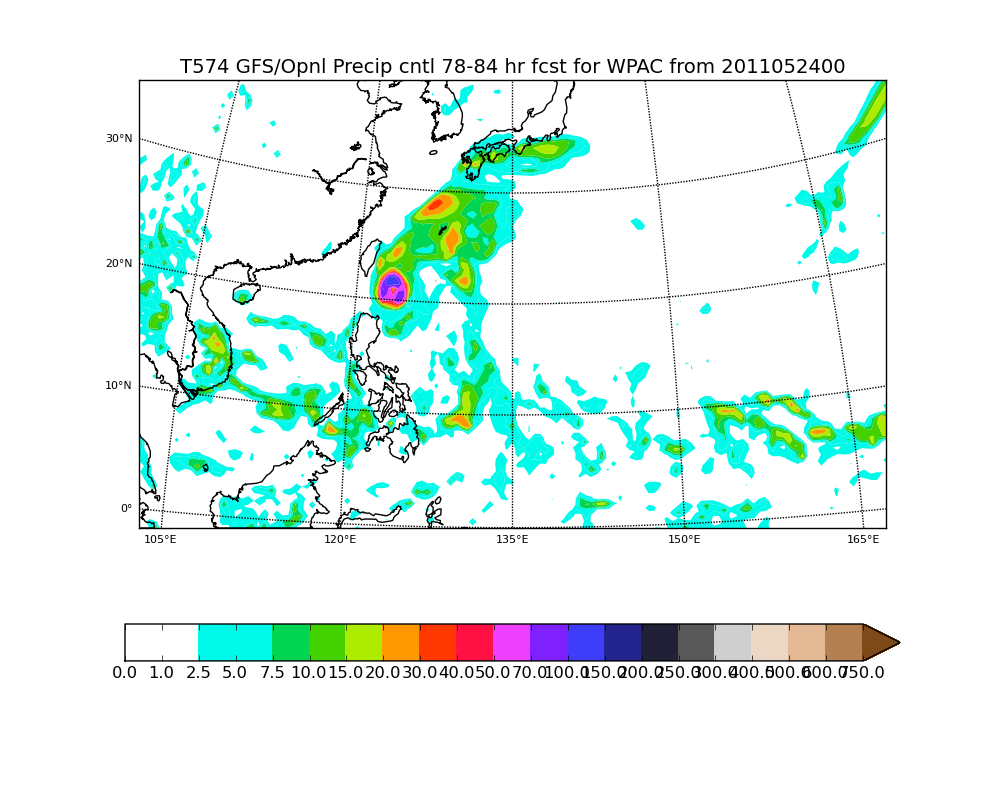 T574 GFS/Opnl Precip cntl 78-84 hr fcst for WPAC from 2011052400
30°N
20°N
10°N
0°
105°E 120°E 135°E 150°E 165°E
0.0 1.0 2.5 5.0 7.5 10.0 15.0 20.0 30.0 40.0 50.0 70.0 100.0 150.0 200.0 250.0 300.0 400.0 500.0 600.0 750.0